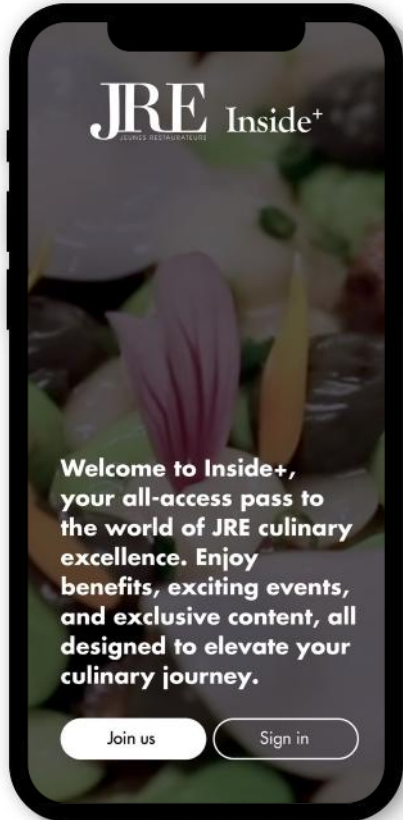 JRE Inside+
JEUNES RESTAURATEURS
Welcome to Inside+,
your all-access pass to
the world of JRE culinary
excellence. Enjoy
benefits, exciting events,
and exclusive content, all
designed to elevate your
culinary journey.
Join us
Sign in